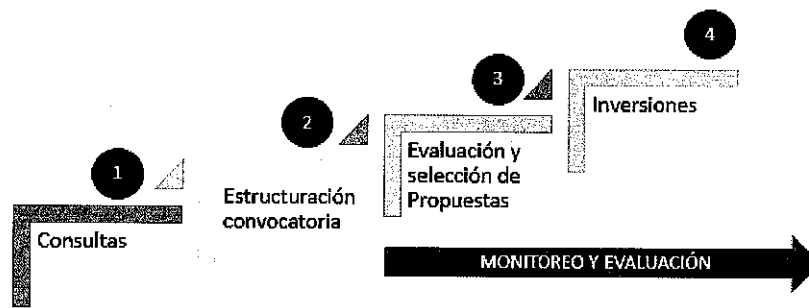 1
Consultas
2
Estructuración
convocatoria
3
Evaluación y
selección de
Propuestas
4
Inversiones
MONITOREO Y EVALUACIÓN